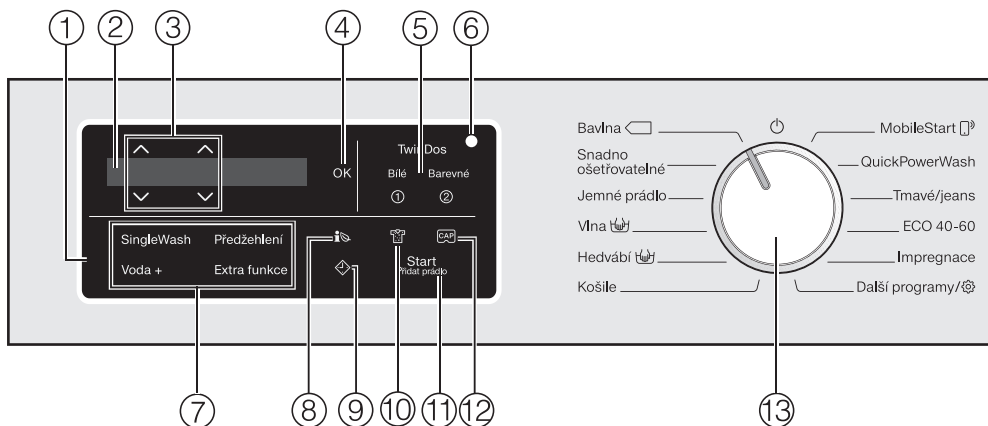 ① ② ③ ④ ⑤ ⑥
TwinDos
OK
Bílé Barevné
① ②
SingleWash Předžehlení
Voda + Extra funkce
CAP
Start
Přidat prádlo
Bavlna
Snadno
ošetřovatelné
Jemné prádlo
Vlna
Hedvábí
Košile
MobileStart
QuickPowerWash
Tmavé/jeans
ECO 40-60
Impregnace
Další programy/
⑦ ⑧ ⑨ ⑩ ⑪ ⑫ ⑬